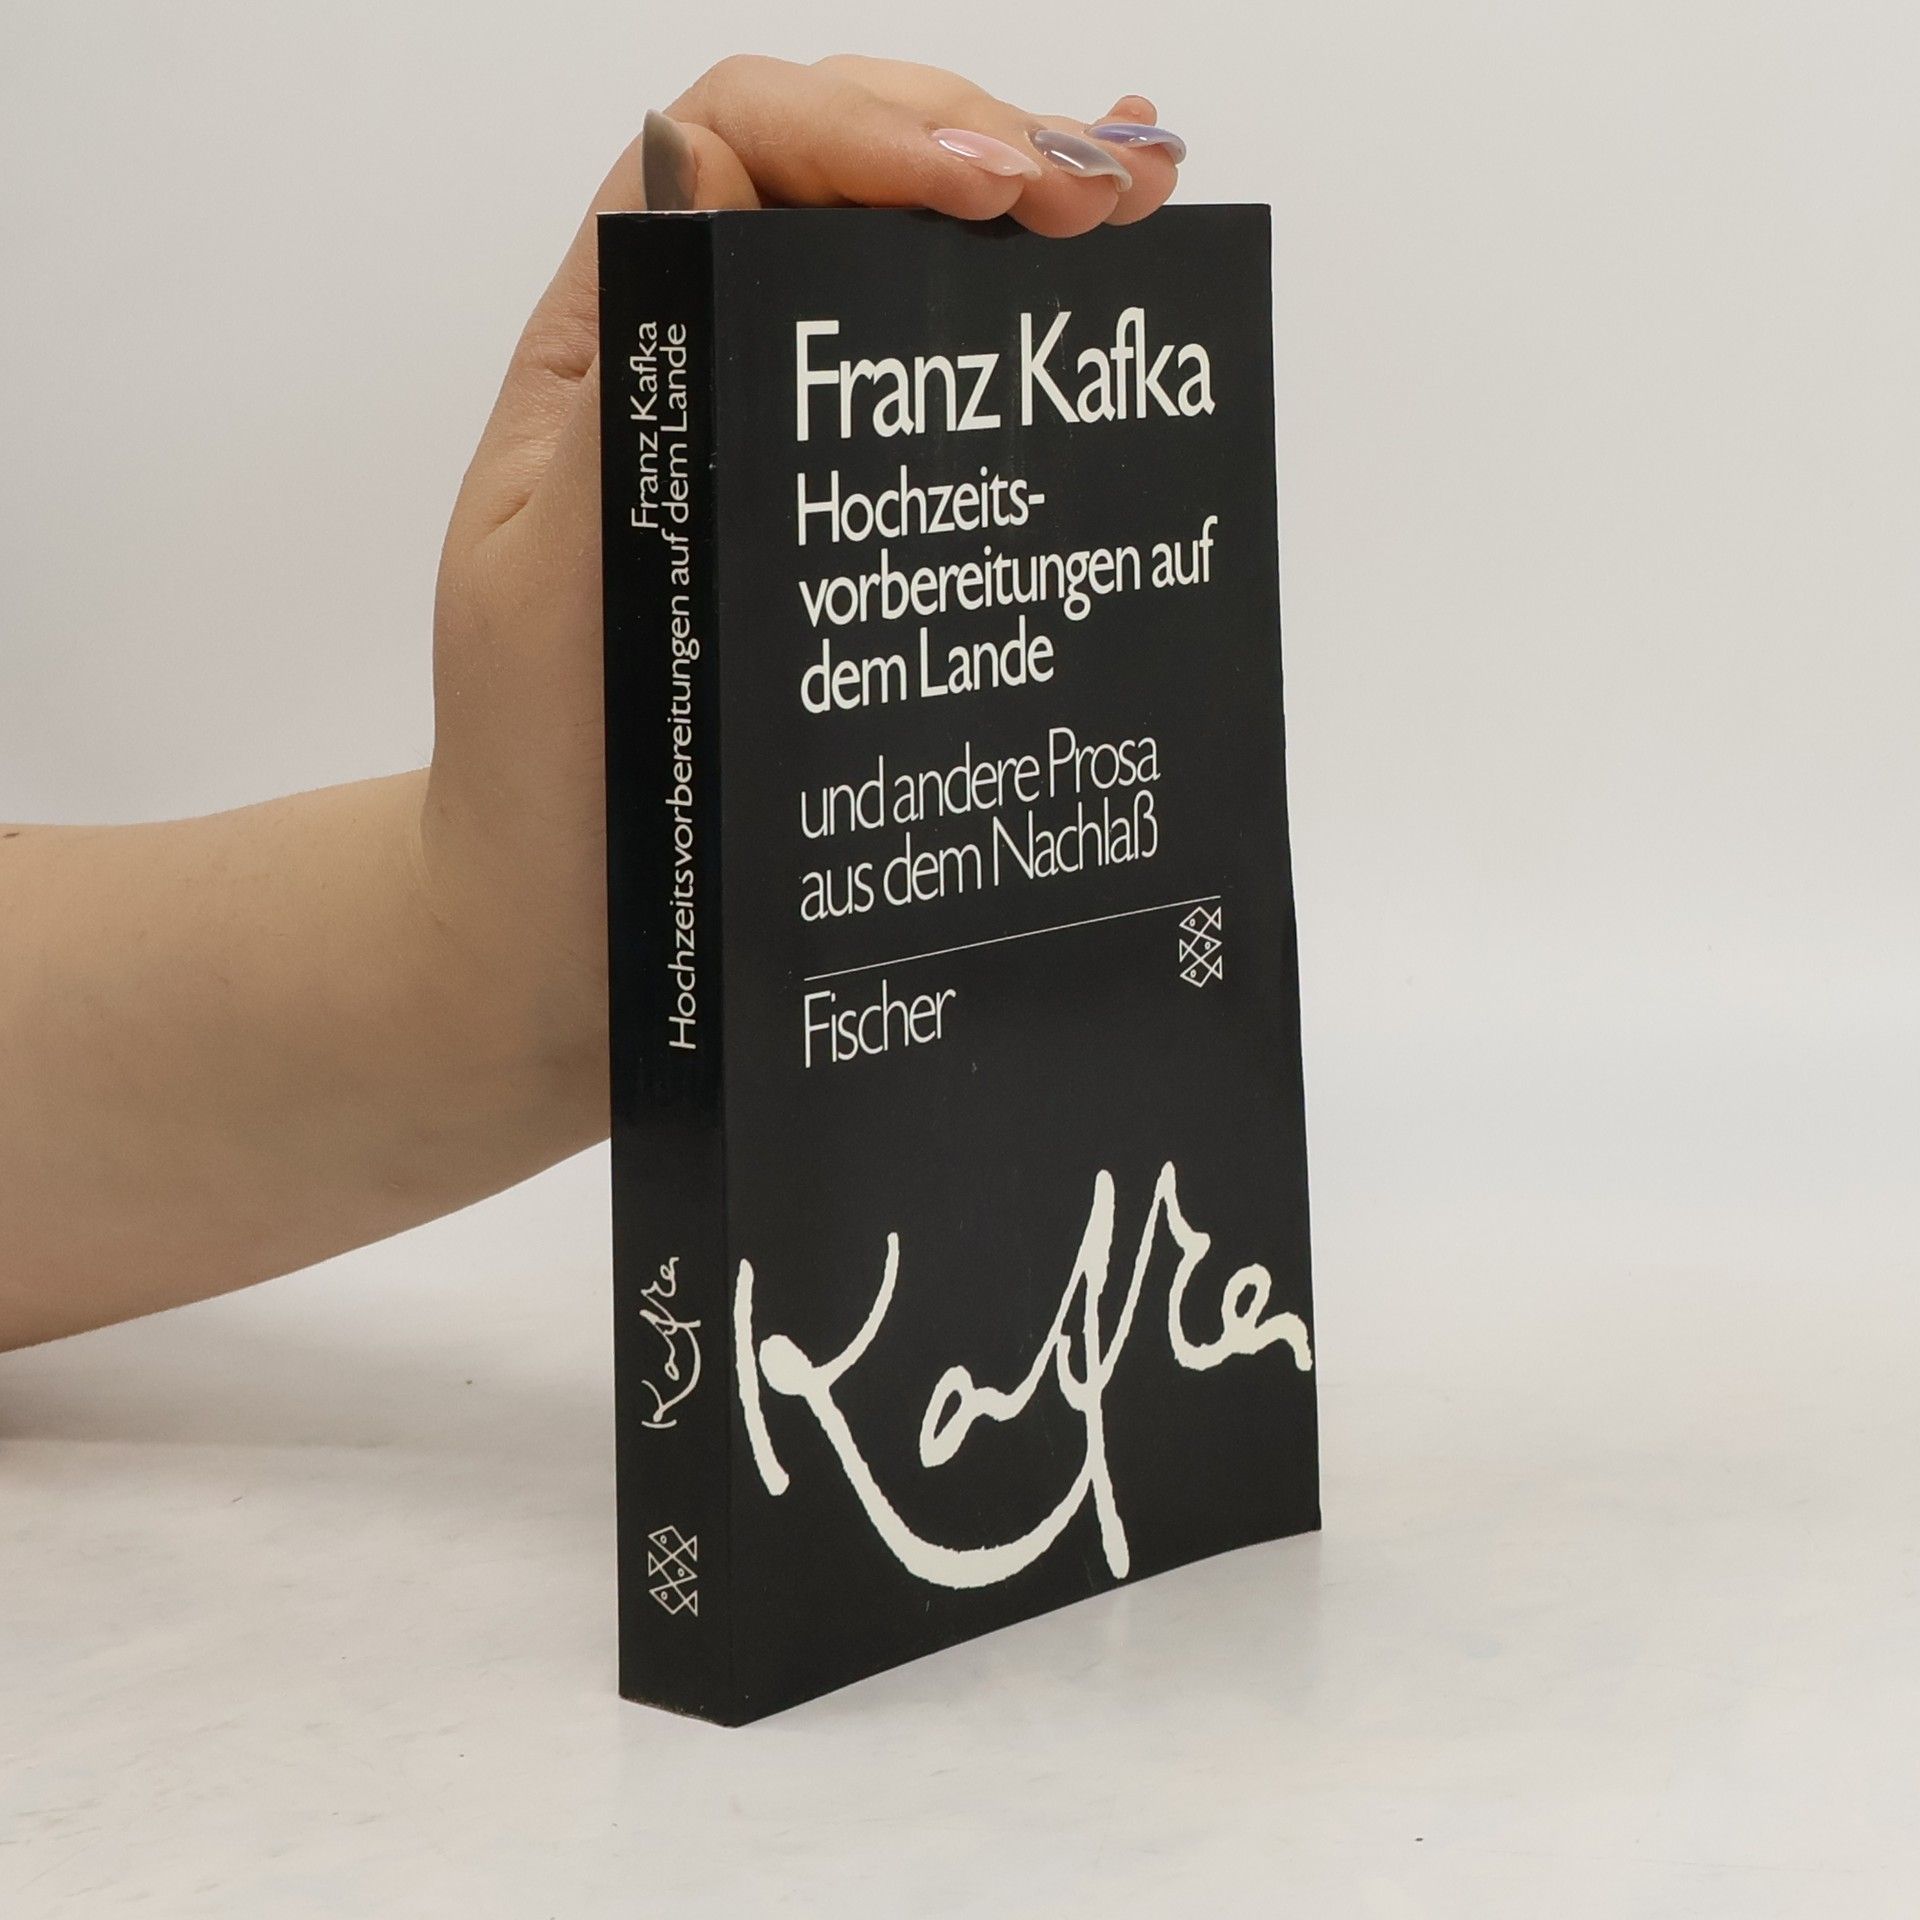 Franz Kafka
Hochzeitsvorbereitungen auf dem Lande
Kafka
Franz Kafka
Hochzeits-
vorbereitungen auf
dem Lande
und andere Prosa
aus dem Nachlaß
Fischer
Kafka